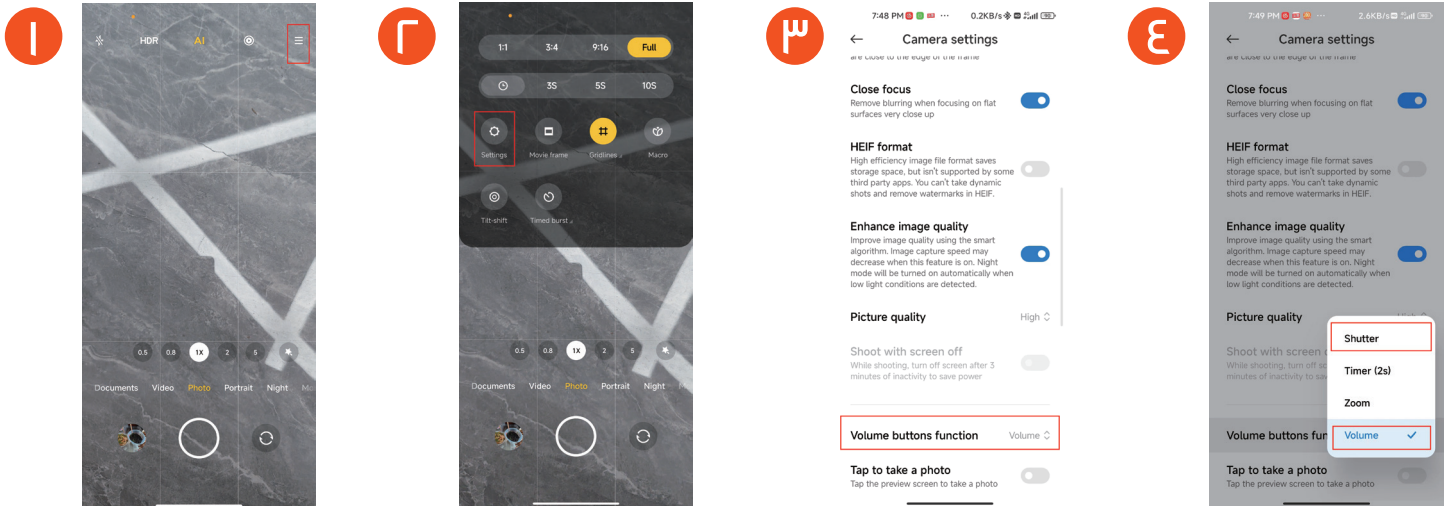 ١
HDR
AI
0.5 0.8 1X 2 5
Documents Video Photo Portrait Night Mo
٢
1:1 3:4 9:16 Full
3S 5S 10S
Settings Movie frame Gridlines Macro
Tilt-shift Timed burst
0.5 0.8 1X 2 5
Documents Video Photo Portrait Night
٣
7:48 PM ··· 0.2KB/s
Camera settings
are close to the edge of the frame
Close focus
Remove blurring when focusing on flat
surfaces very close up
HEIF format
High efficiency image file format saves
storage space, but isn't supported by some
third party apps. You can't take dynamic
shots and remove watermarks in HEIF.
Enhance image quality
Improve image quality using the smart
algorithm. Image capture speed may
decrease when this feature is on. Night
mode will be turned on automatically when
low light conditions are detected.
Picture quality High
Shoot with screen off
While shooting, turn off screen after 3
minutes of inactivity to save power
Volume buttons function Volume
Tap to take a photo
Tap the preview screen to take a photo
٤
7:49 PM ··· 2.6KB/s
Camera settings
are close to the edge of the frame
Close focus
Remove blurring when focusing on flat
surfaces very close up
HEIF format
High efficiency image file format saves
storage space, but isn't supported by some
third party apps. You can't take dynamic
shots and remove watermarks in HEIF.
Enhance image quality
Improve image quality using the smart
algorithm. Image capture speed may
decrease when this feature is on. Night
mode will be turned on automatically when
low light conditions are detected.
Picture quality High
Shoot with screen
While shooting, turn off sc
minutes of inactivity to sav
Volume buttons fun
Shutter
Timer (2s)
Zoom
Volume
Tap to take a photo
Tap the preview screen to take a photo